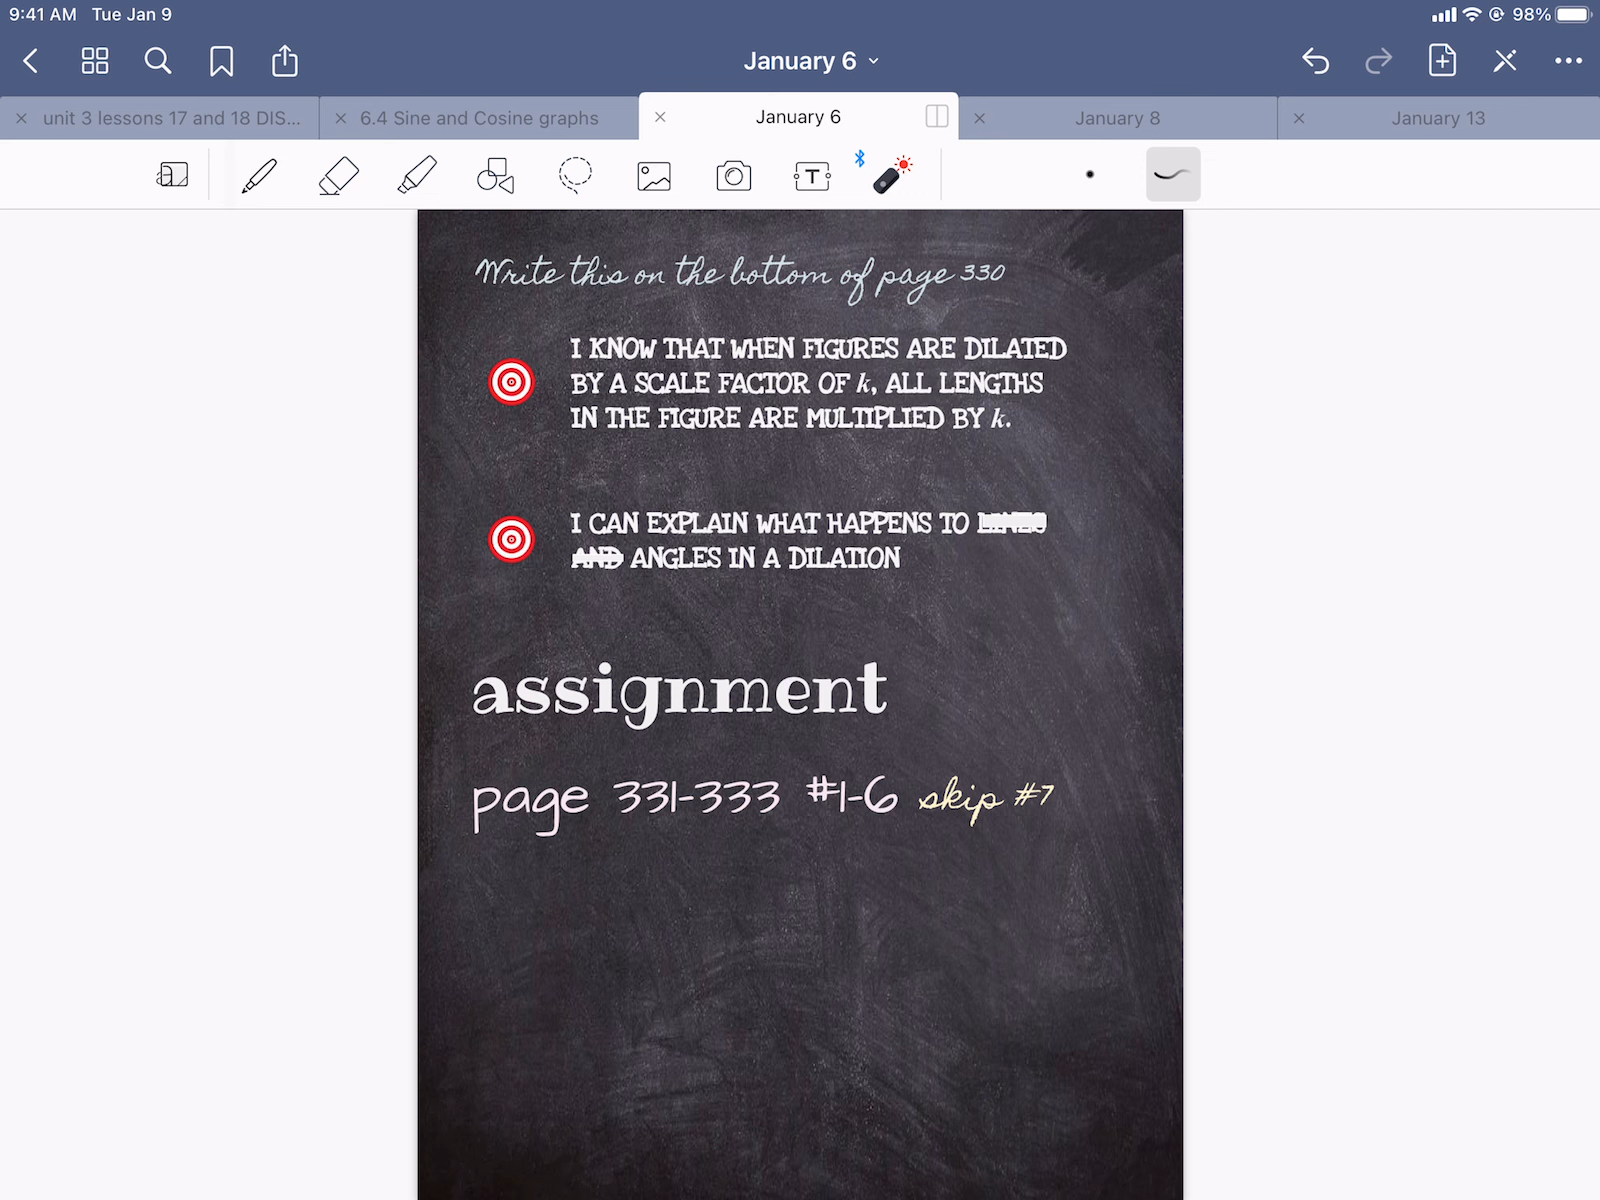 9:41 AM Tue Jan 9 98%
January 6
unit 3 lessons 17 and 18 DIS... 6.4 Sine and Cosine graphs January 6 January 8 January 13
T
Write this on the bottom of page 330
I KNOW THAT WHEN FIGURES ARE DILATED
BY A SCALE FACTOR OF k, ALL LENGTHS
IN THE FIGURE ARE MULTIPLIED BY k.
I CAN EXPLAIN WHAT HAPPENS TO LINES
AND ANGLES IN A DILATION
assignment
page 331-333 #1-6 skip #7